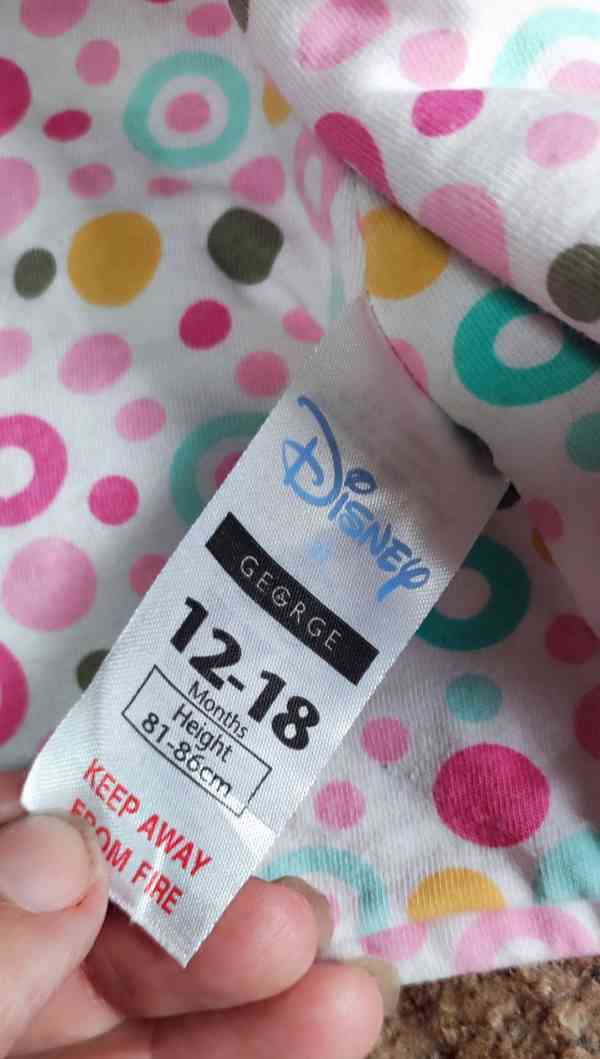 Disney
GEORGE
12-18
Months
Height
81-86cm
KEEP AWAY
FROM FIRE